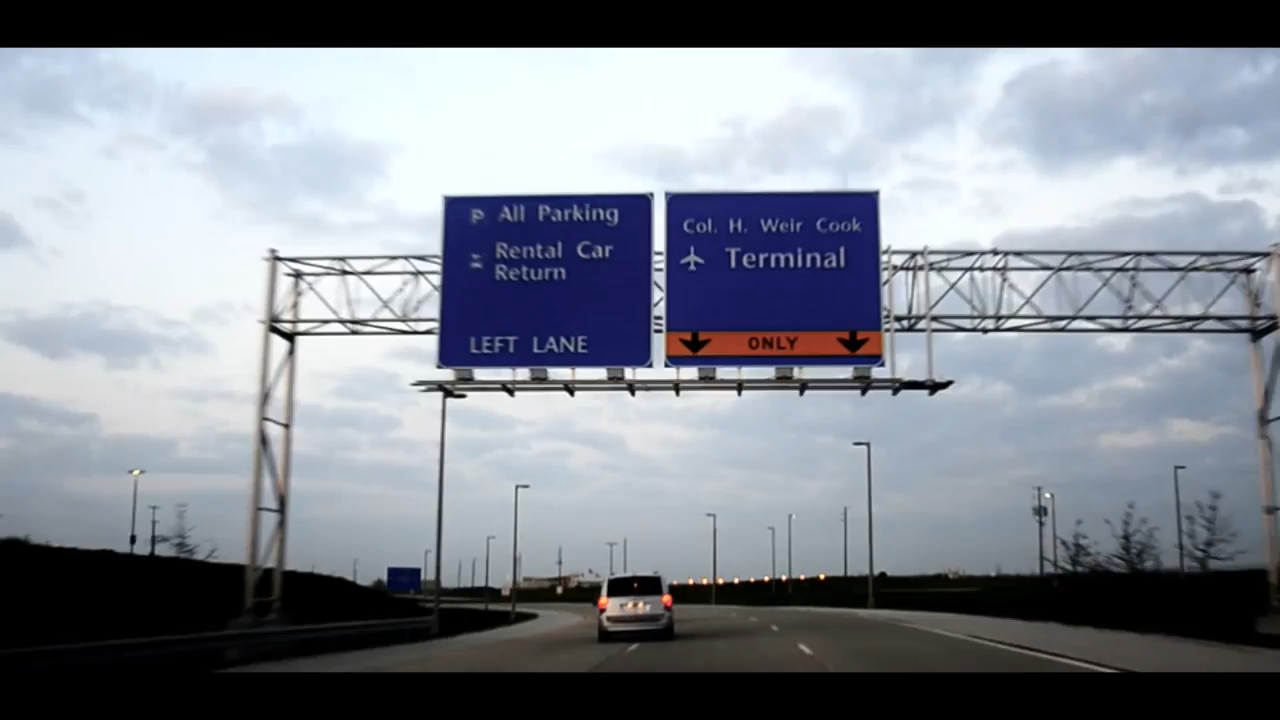 P All Parking
Rental Car
Return
LEFT LANE
Col. H. Weir Cook
Terminal
ONLY